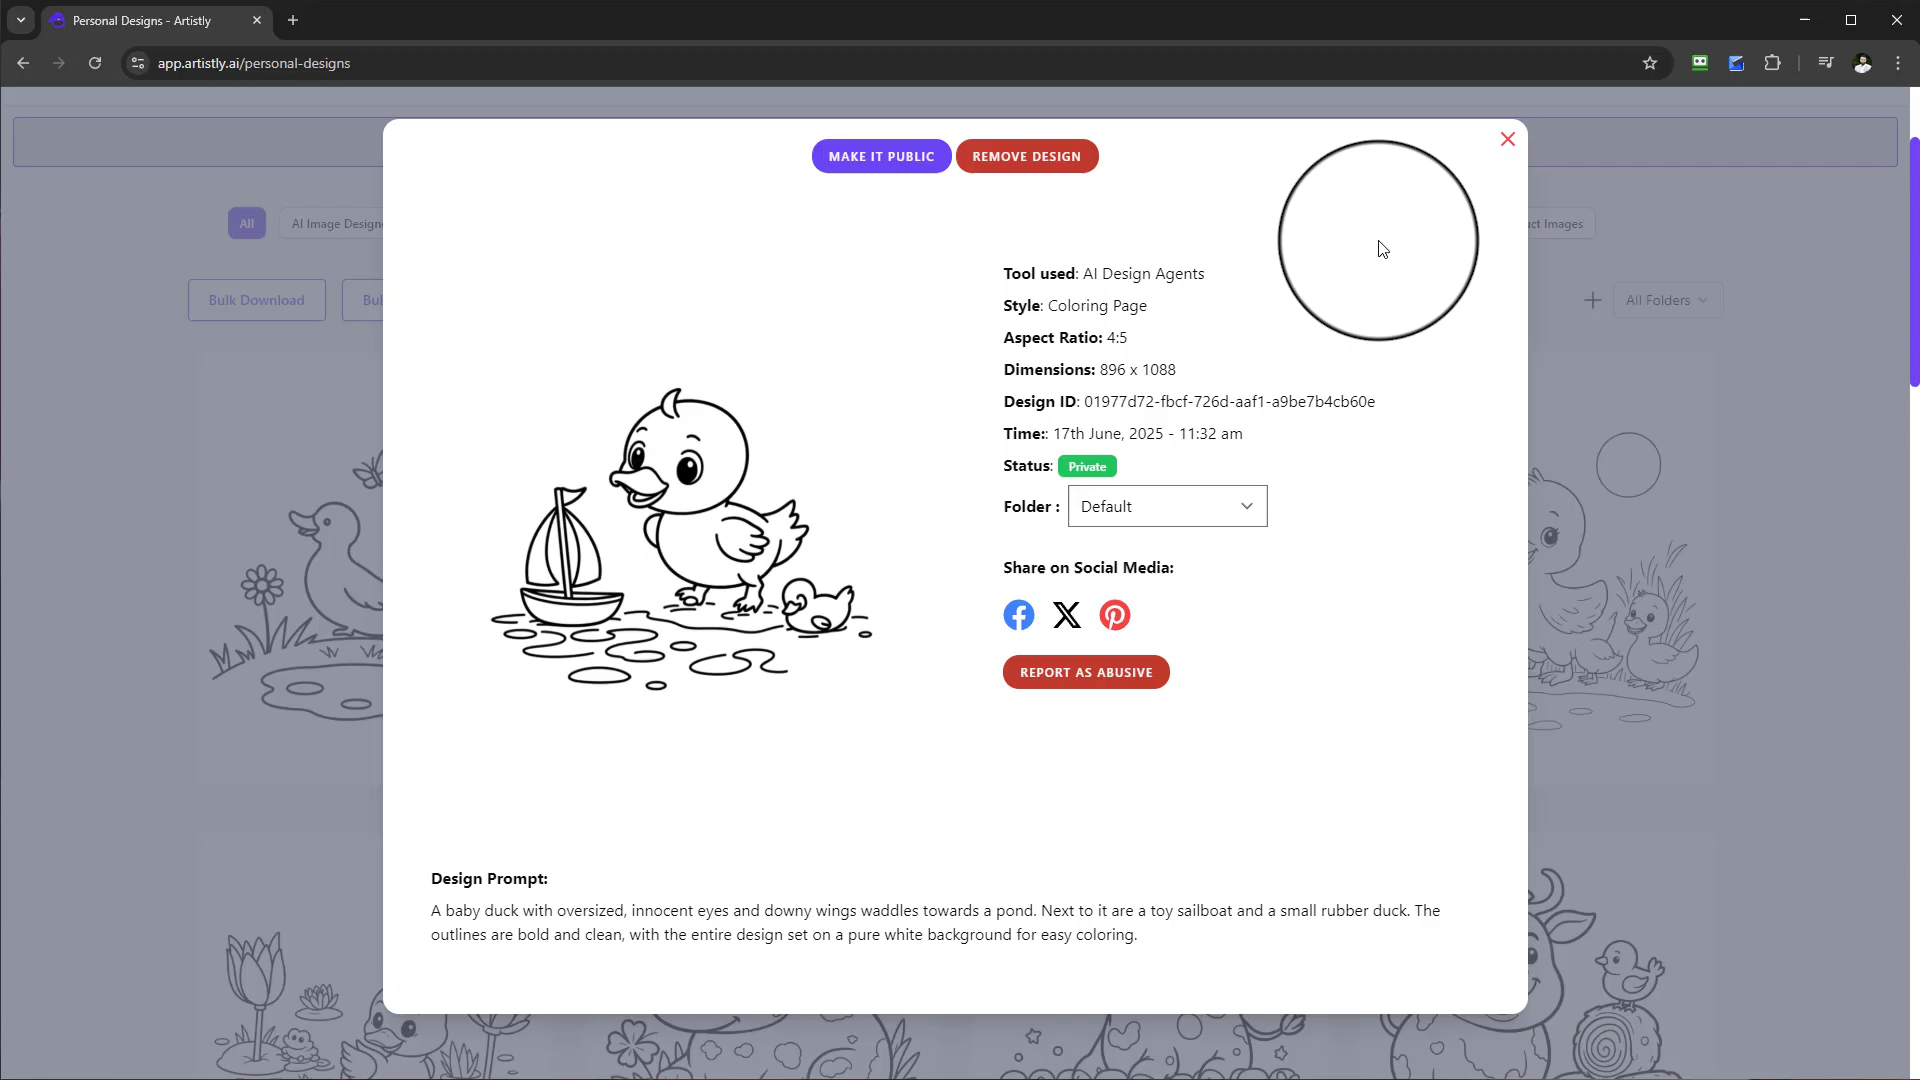 Personal Designs - Artistly
app.artistly.ai/personal-designs
MAKE IT PUBLIC
REMOVE DESIGN
All
AI Image Design
ct Images
Bulk Download
Bul
All Folders
Tool used: AI Design Agents
Style: Coloring Page
Aspect Ratio: 4:5
Dimensions: 896 x 1088
Design ID: 01977d72-fbcf-726d-aaf1-a9be7b4cb60e
Time:: 17th June, 2025 - 11:32 am
Status: Private
Folder : Default
Share on Social Media:
REPORT AS ABUSIVE
Design Prompt:
A baby duck with oversized, innocent eyes and downy wings waddles towards a pond. Next to it are a toy sailboat and a small rubber duck. The
outlines are bold and clean, with the entire design set on a pure white background for easy coloring.